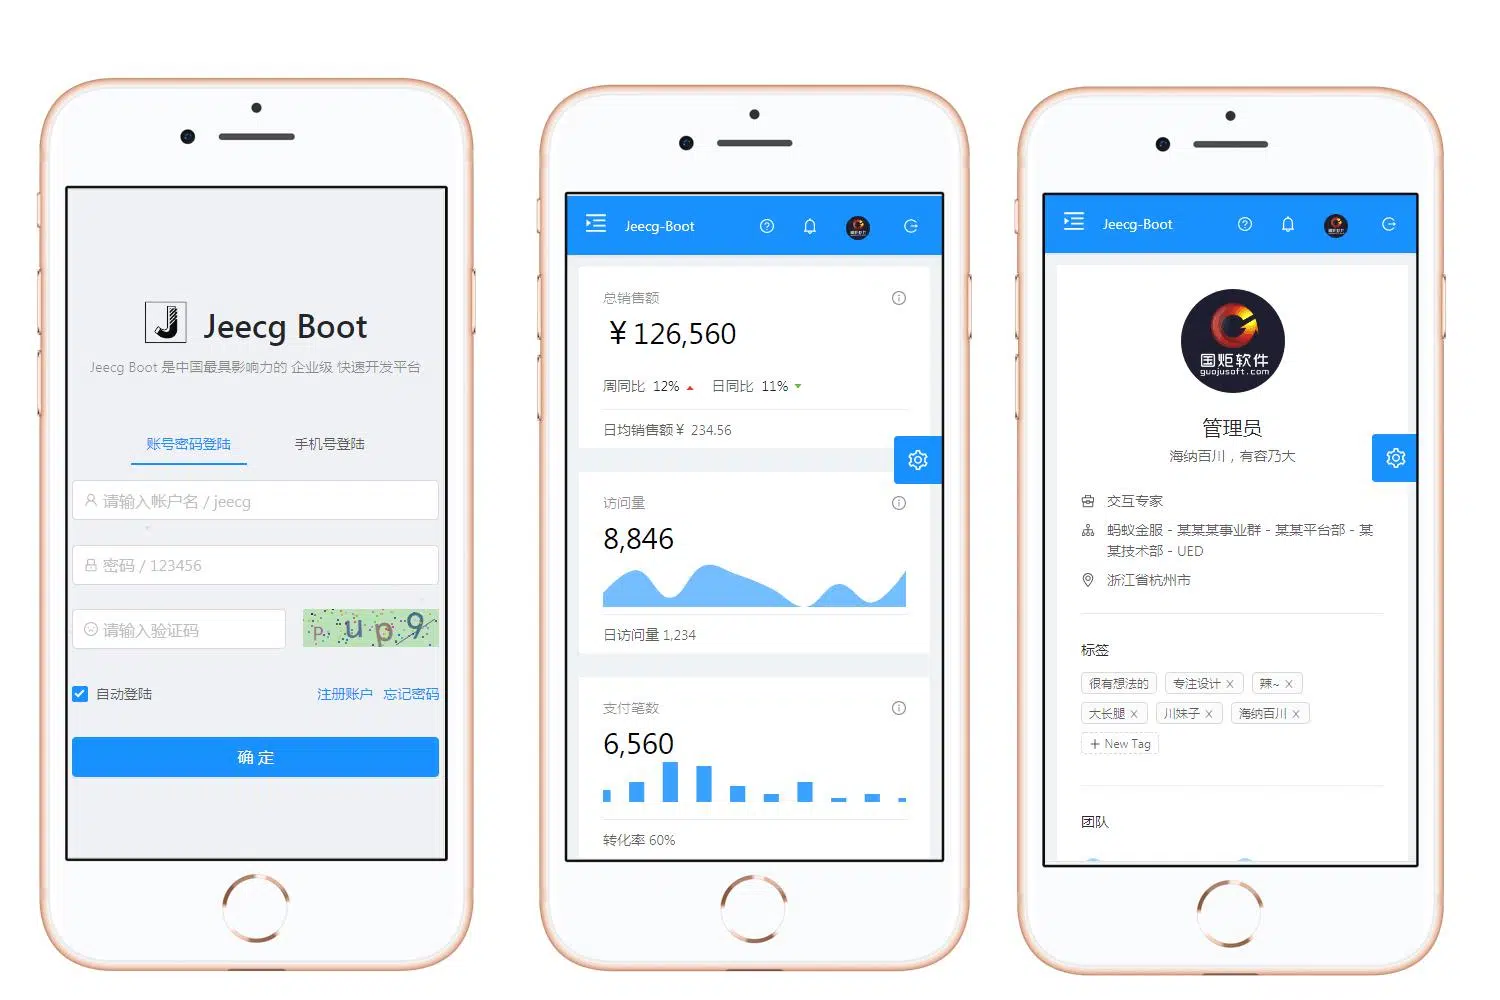 Jeecg Boot
Jeecg Boot 是中国最具影响力的 企业级 快速开发平台
账号密码登陆 手机号登陆
请输入帐户名 / jeecg
密码 / 123456
请输入验证码 P u p 9
自动登陆 注册账户 忘记密码
确 定
Jeecg-Boot
总销售额
¥ 126,560
周同比 12% 日同比 11%
日均销售额¥ 234.56
访问量
8,846
日访问量 1,234
支付笔数
6,560
转化率 60%
Jeecg-Boot
国炬软件
guojusoft.com
管理员
海纳百川，有容乃大
交互专家
蚂蚁金服 - 某某某事业群 - 某某平台部 - 某
某技术部 - UED
浙江省杭州市
标签
很有想法的 专注设计 x 辣~ x
大长腿 x 川妹子 x 海纳百川 x
+ New Tag
团队